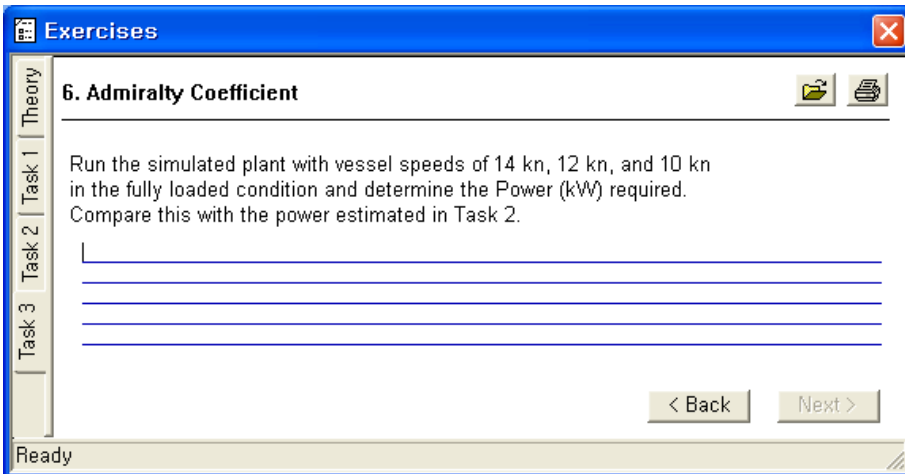 Exercises
Theory
Task 1
Task 2
Task 3
6. Admiralty Coefficient
Run the simulated plant with vessel speeds of 14 kn, 12 kn, and 10 kn
in the fully loaded condition and determine the Power (kW) required.
Compare this with the power estimated in Task 2.
< Back
Next >
Ready